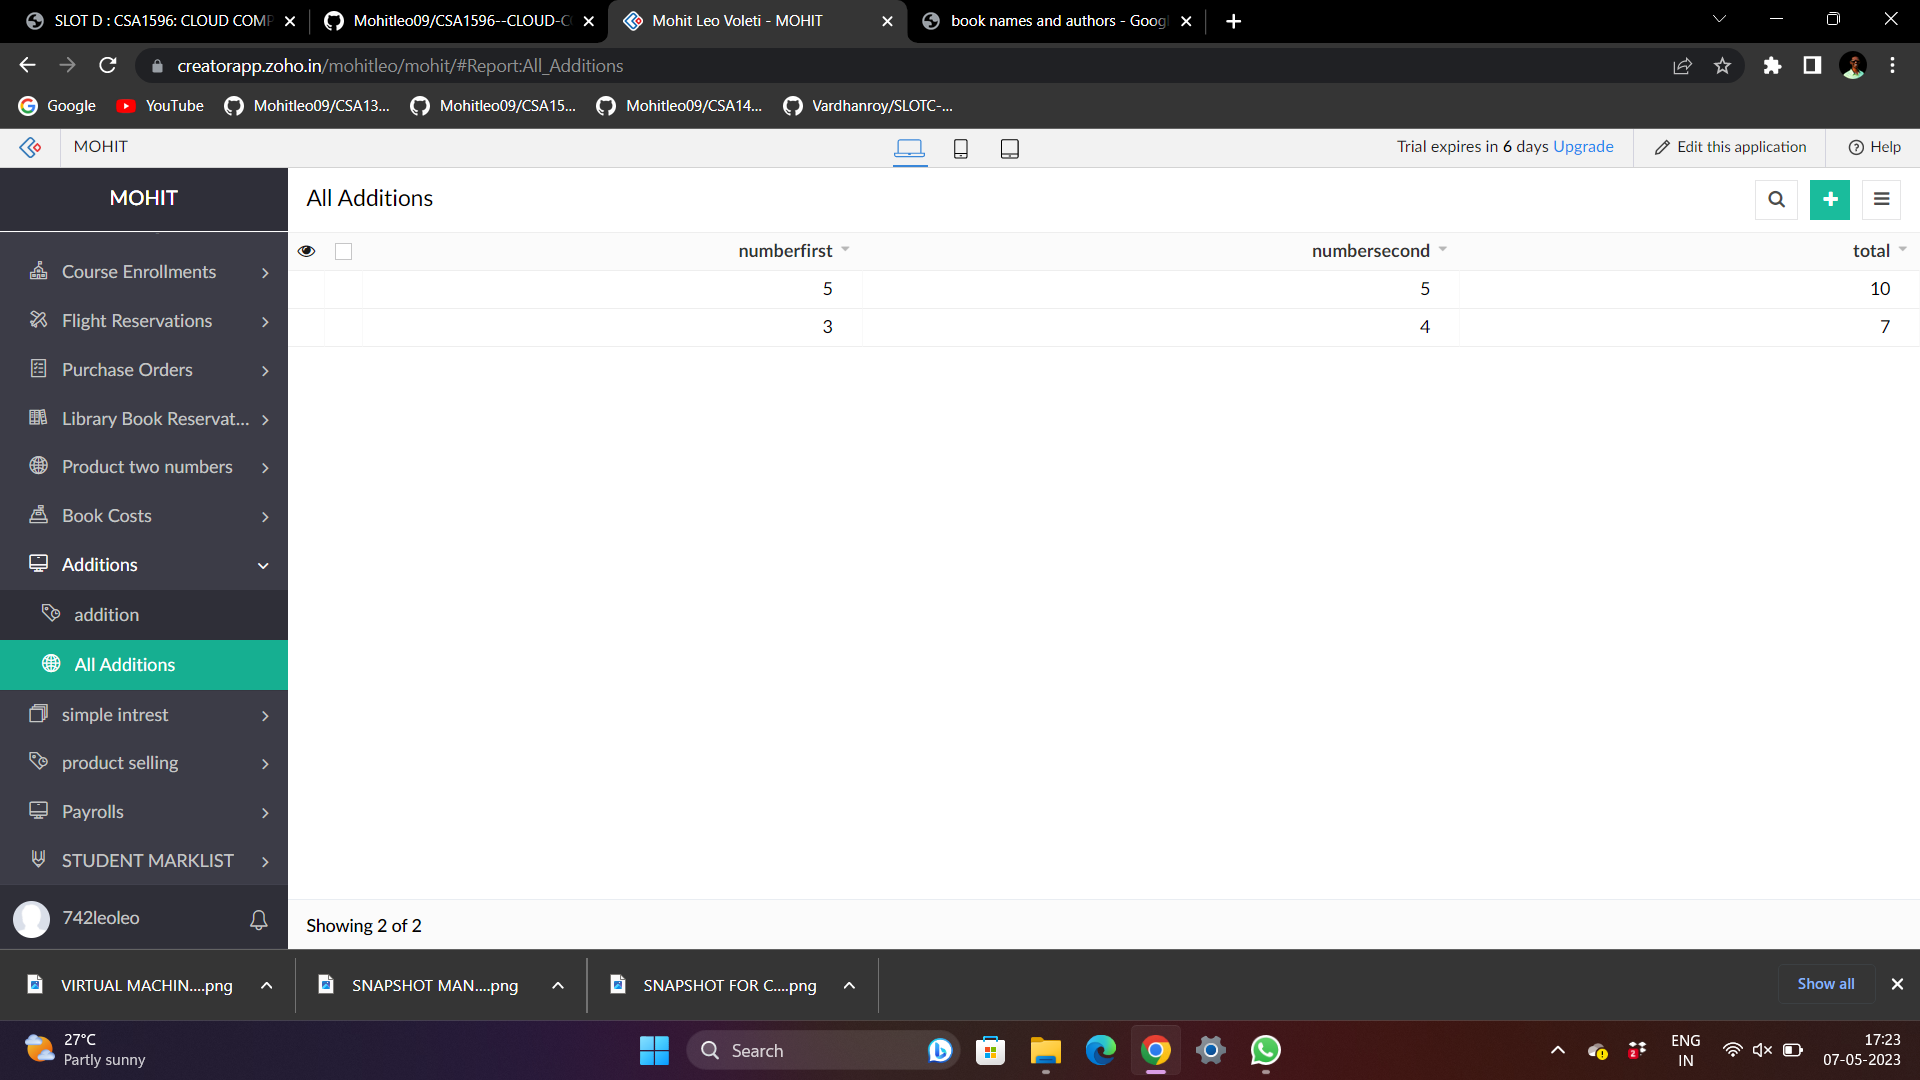 SLOT D : CSA1596: CLOUD COMP
Mohitleo09/CSA1596--CLOUD-C
Mohit Leo Voleti - MOHIT
book names and authors - Goog
creatorapp.zoho.in/mohitleo/mohit/#Report:All_Additions
Google
YouTube
Mohitleo09/CSA13...
Mohitleo09/CSA15...
Mohitleo09/CSA14...
Vardhanroy/SLOTC-...
MOHIT
Trial expires in 6 days Upgrade
Edit this application
Help
MOHIT
Course Enrollments
Flight Reservations
Purchase Orders
Library Book Reservat...
Product two numbers
Book Costs
Additions
addition
All Additions
simple intrest
product selling
Payrolls
STUDENT MARKLIST
742leoleo
All Additions
numberfirst numbersecond total
5 5 10
3 4 7
Showing 2 of 2
VIRTUAL MACHIN....png
SNAPSHOT MAN....png
SNAPSHOT FOR C....png
Show all
27°C
Partly sunny
Search
2
ENG
IN
17:23
07-05-2023